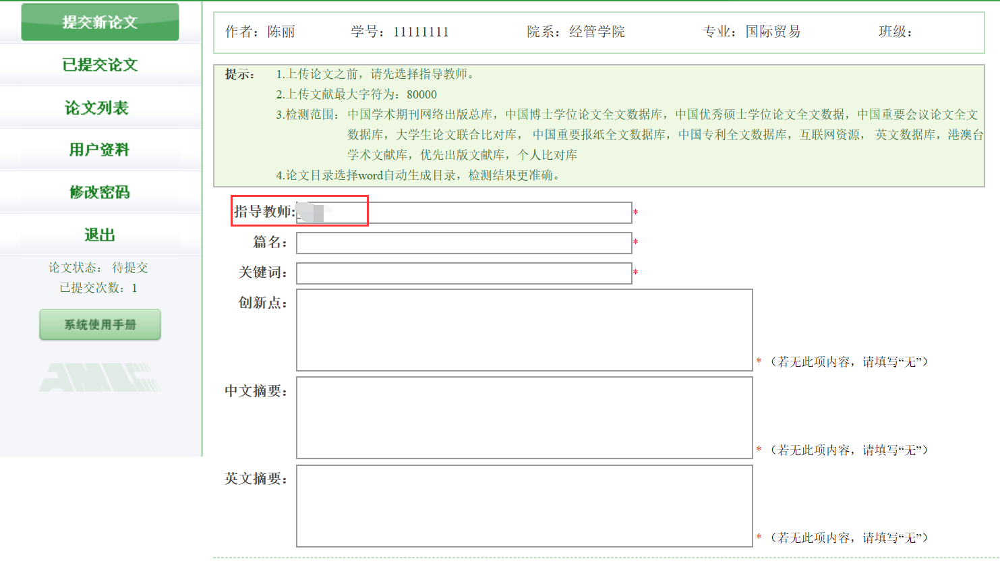 提交新论文
已提交论文
论文列表
用户资料
修改密码
退出
论文状态： 待提交
已提交次数：1
系统使用手册
AMLC
作者：陈丽 学号：11111111 院系：经管学院 专业：国际贸易 班级：
提示： 1.上传论文之前，请先选择指导教师。
2.上传文献最大字符为：80000
3.检测范围：中国学术期刊网络出版总库，中国博士学位论文全文数据库，中国优秀硕士学位论文全文数据，中国重要会议论文全文
数据库，大学生论文联合比对库， 中国重要报纸全文数据库，中国专利全文数据库，互联网资源， 英文数据库，港澳台
学术文献库，优先出版文献库，个人比对库
4.论文目录选择word自动生成目录，检测结果更准确。
指导教师: *
篇名： *
关键词： *
创新点： *（若无此项内容，请填写“无”）
中文摘要： *（若无此项内容，请填写“无”）
英文摘要： *（若无此项内容，请填写“无”）